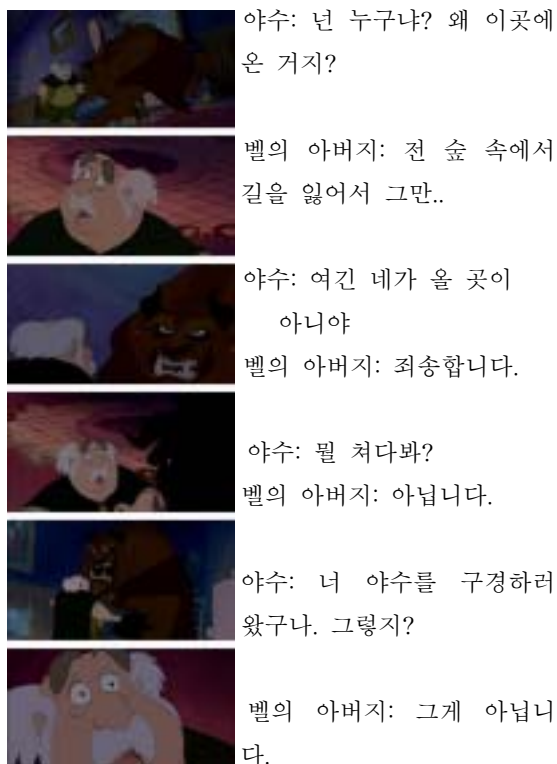 야수: 넌 누구냐? 왜 이곳에
온 거지?
벨의 아버지: 전 숲 속에서
길을 잃어서 그만..
야수: 여긴 네가 올 곳이
아니야
벨의 아버지: 죄송합니다.
야수: 뭘 쳐다봐?
벨의 아버지: 아닙니다.
야수: 너 야수를 구경하러
왔구나. 그렇지?
벨의 아버지: 그게 아닙니
다.